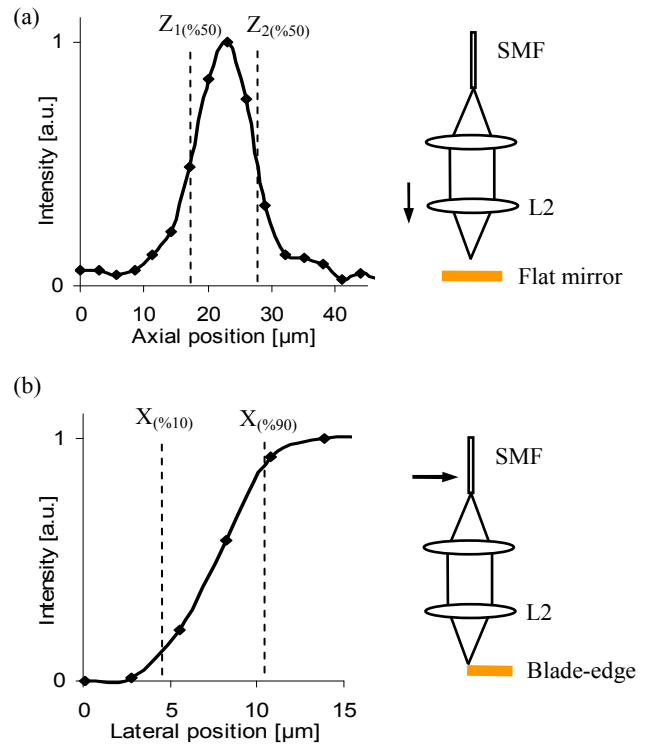 (a)
Z1(%50) Z2(%50)
1
0
Intensity [a.u.]
0 10 20 30 40
Axial position [µm]
SMF
L2
Flat mirror
(b)
X(%10) X(%90)
1
0
Intensity [a.u.]
0 5 10 15
Lateral position [µm]
SMF
L2
Blade-edge